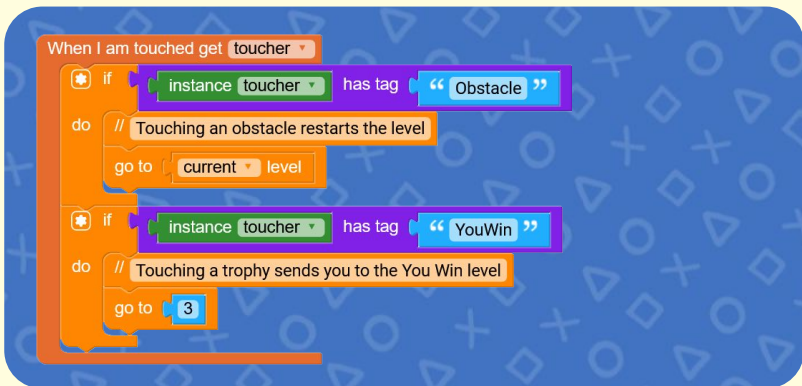 When I am touched get toucher
if instance toucher has tag “ Obstacle ”
do // Touching an obstacle restarts the level
go to current level
if instance toucher has tag “ YouWin ”
do // Touching a trophy sends you to the You Win level
go to 3